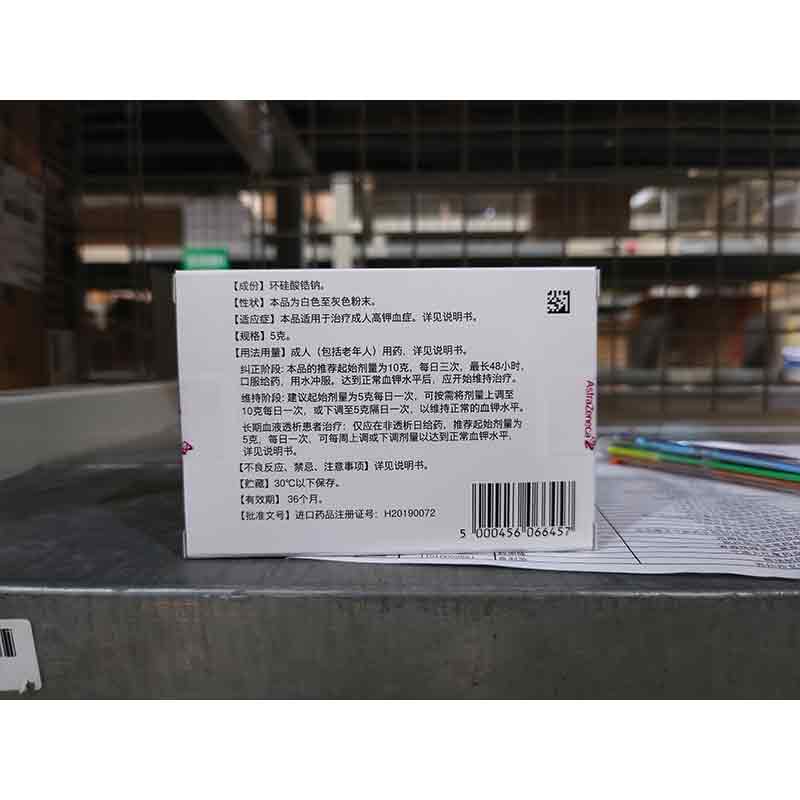 【成份】环硅酸锆钠。
【性状】本品为白色至灰色粉末。
【适应症】本品适用于治疗成人高钾血症。详见说明书。
【规格】5克。
【用法用量】成人（包括老年人）用药，详见说明书。
纠正阶段: 本品的推荐起始剂量为10克，每日三次，最长48小时，
口服给药，用水冲服。达到正常血钾水平后，应开始维持治疗。
维持阶段: 建议起始剂量为5克每日一次，可按需将剂量上调至
10克每日一次，或下调至5克隔日一次，以维持正常的血钾水平。
长期血液透析患者治疗: 仅应在非透析日给药，推荐起始剂量为
5克，每日一次，可每周上调或下调剂量以达到正常血钾水平，
详见说明书。
【不良反应、禁忌、注意事项】详见说明书。
【贮藏】30℃以下保存。
【有效期】36个月。
【批准文号】进口药品注册证号：H20190072
5 000456 066457
AstraZeneca